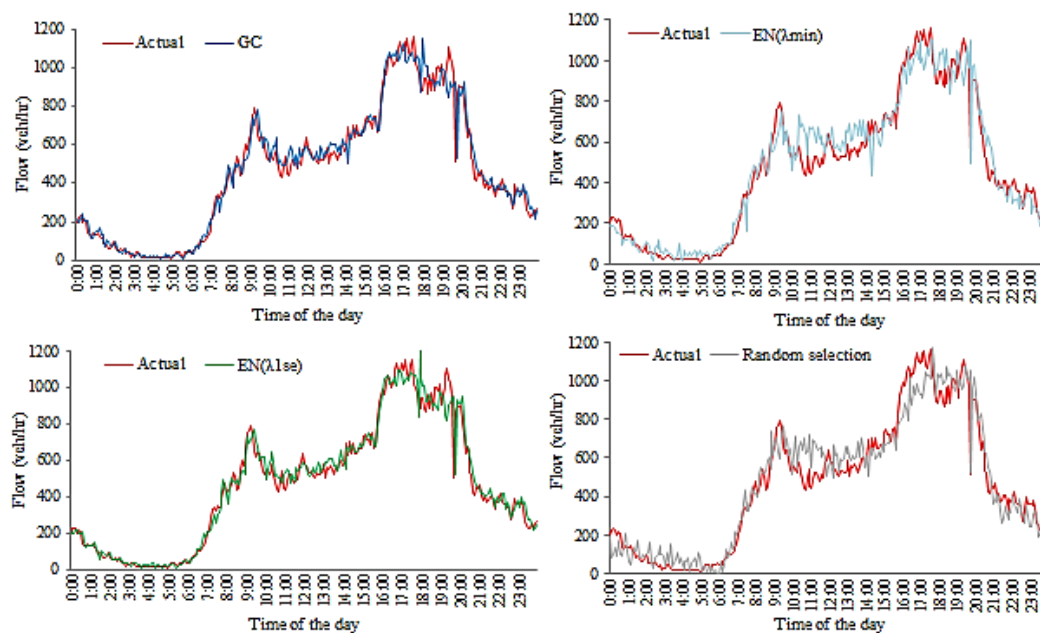 Actual GC
Flow (veh/hr)
1200
1000
800
600
400
200
0
0:00 1:00 2:00 3:00 4:00 5:00 6:00 7:00 8:00 9:00 10:00 11:00 12:00 13:00 14:00 15:00 16:00 17:00 18:00 19:00 20:00 21:00 22:00 23:00
Time of the day
Actual EN(λmin)
Flow (veh/hr)
1200
1000
800
600
400
200
0
0:00 1:00 2:00 3:00 4:00 5:00 6:00 7:00 8:00 9:00 10:00 11:00 12:00 13:00 14:00 15:00 16:00 17:00 18:00 19:00 20:00 21:00 22:00 23:00
Time of the day
Actual EN(λ1se)
Flow (veh/hr)
1200
1000
800
600
400
200
0
0:00 1:00 2:00 3:00 4:00 5:00 6:00 7:00 8:00 9:00 10:00 11:00 12:00 13:00 14:00 15:00 16:00 17:00 18:00 19:00 20:00 21:00 22:00 23:00
Time of the day
Actual Random selection
Flow (veh/hr)
1200
1000
800
600
400
200
0
0:00 1:00 2:00 3:00 4:00 5:00 6:00 7:00 8:00 9:00 10:00 11:00 12:00 13:00 14:00 15:00 16:00 17:00 18:00 19:00 20:00 21:00 22:00 23:00
Time of the day